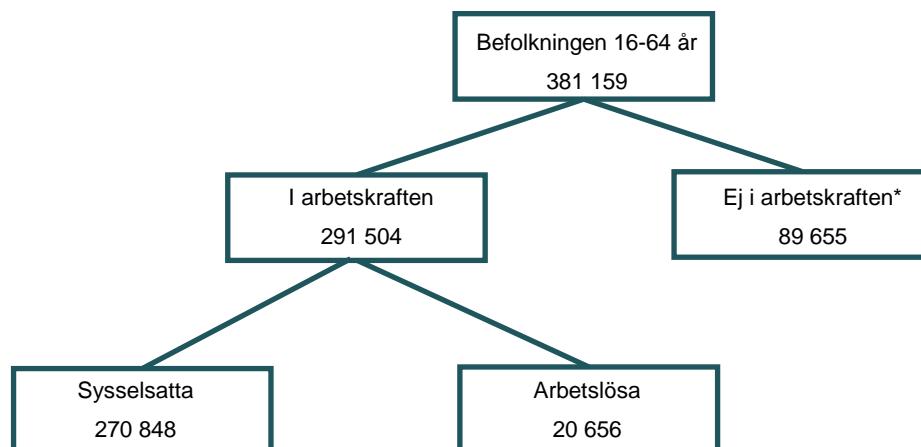 Befolkningen 16-64 år
381 159
I arbetskraften
291 504
Ej i arbetskraften*
89 655
Sysselsatta
270 848
Arbetslösa
20 656